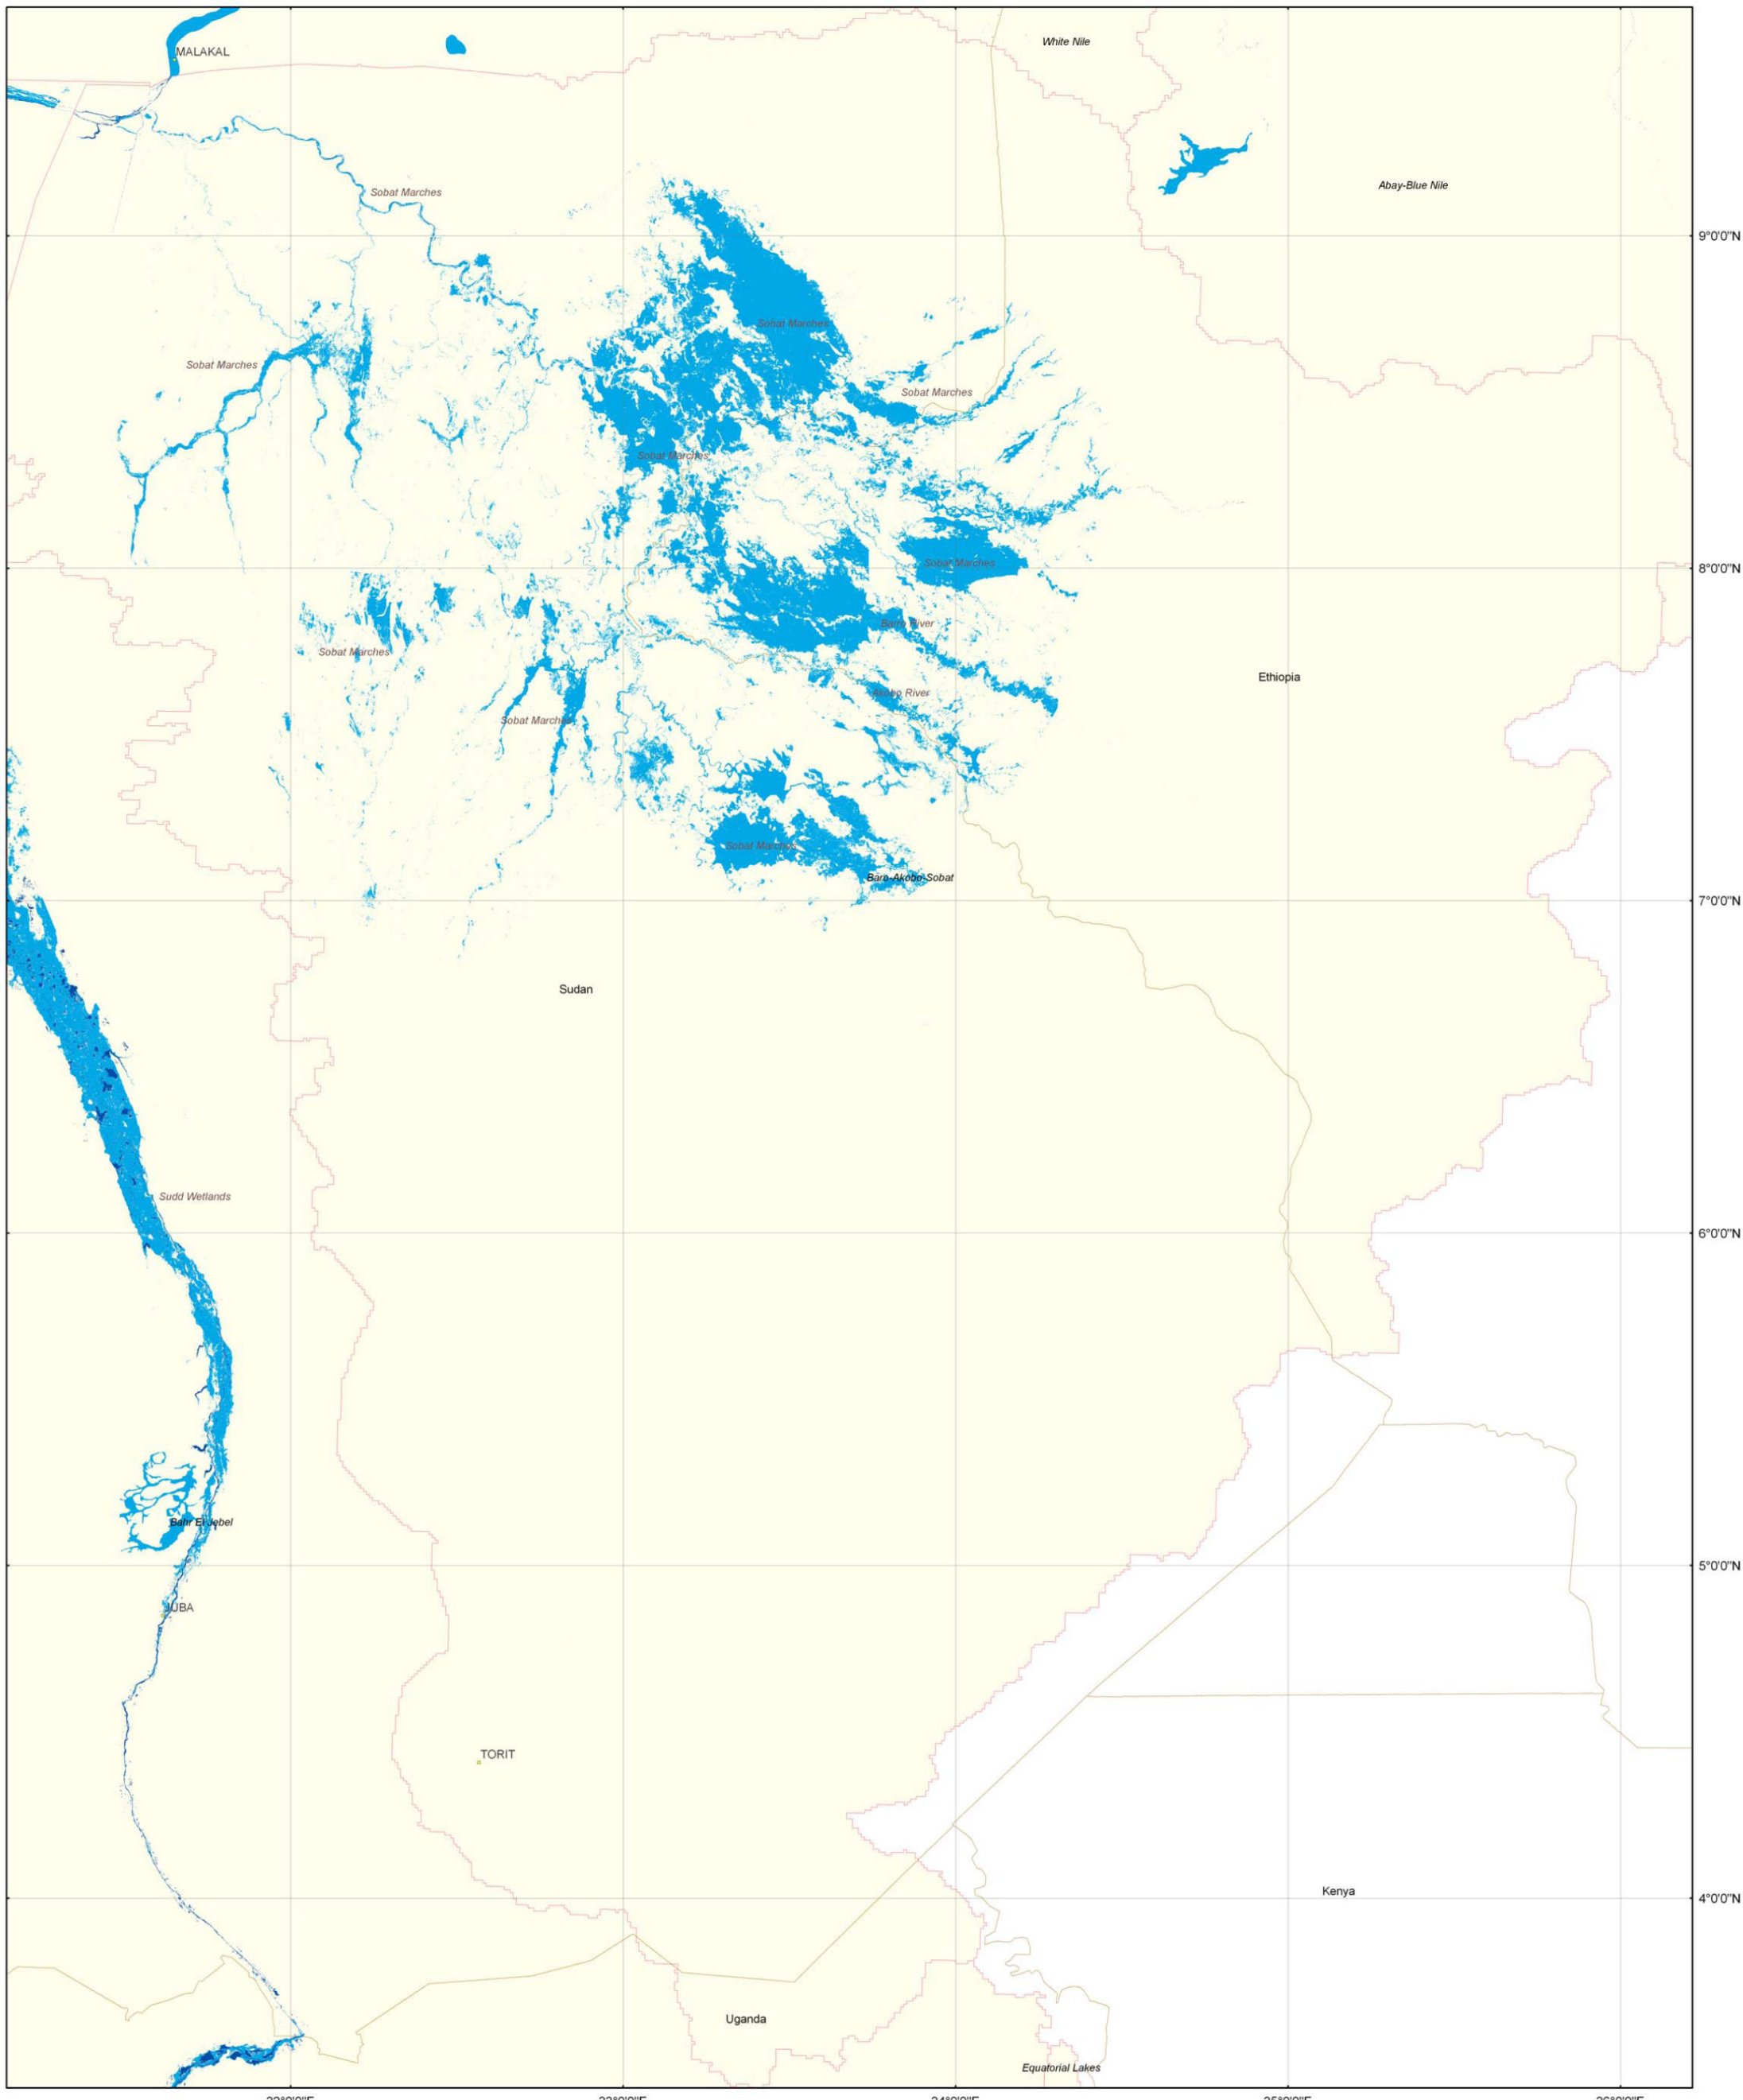 White Nile
MALAKAL
Abay-Blue Nile
Sobat Marches
9°0'0"N
Sobat Marches
Sobat Marches
Sobat Marches
Sobat Marches
Sobat Marches
8°0'0"N
Barro River
Sobat Marches
Ethiopia
Akobo River
Sobat Marches
Sobat Marches
Baro-Akobo-Sobat
7°0'0"N
Sudan
Sudd Wetlands
6°0'0"N
Bahr El Jebel
5°0'0"N
JUBA
TORIT
Kenya
4°0'0"N
Uganda
Equatorial Lakes